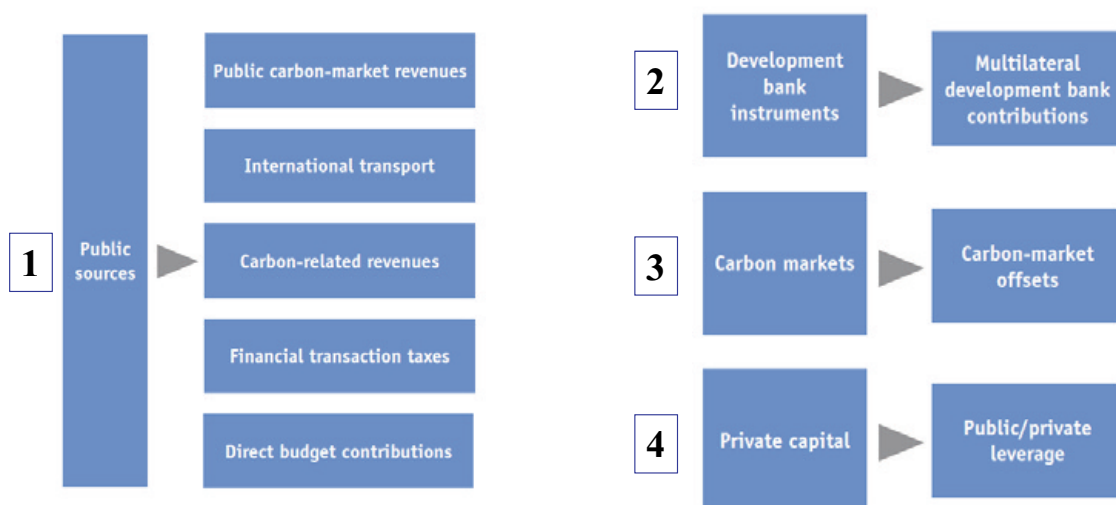 1
Public
sources
Public carbon-market revenues
International transport
Carbon-related revenues
Financial transaction taxes
Direct budget contributions
2
Development
bank
instruments
Multilateral
development bank
contributions
3
Carbon markets
Carbon-market
offsets
4
Private capital
Public/private
leverage